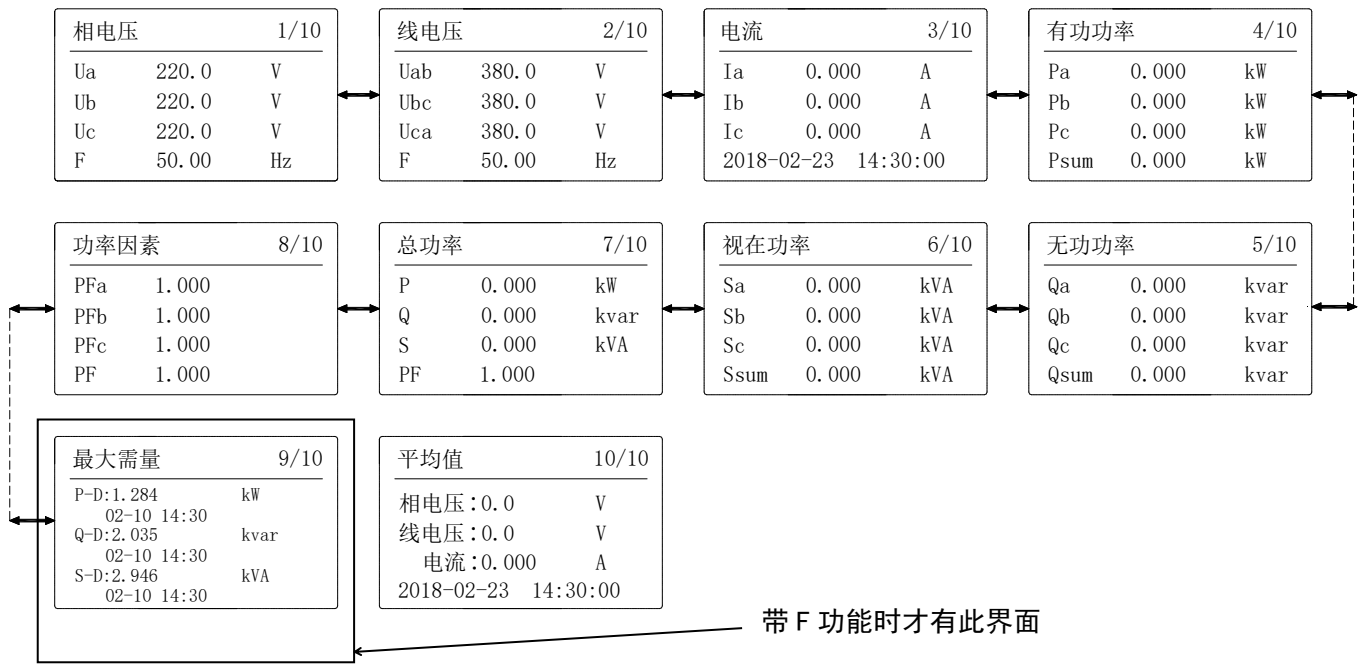 相电压 1/10
Ua 220.0 V
Ub 220.0 V
Uc 220.0 V
F 50.00 Hz
线电压 2/10
Uab 380.0 V
Ubc 380.0 V
Uca 380.0 V
F 50.00 Hz
电流 3/10
Ia 0.000 A
Ib 0.000 A
Ic 0.000 A
2018-02-23 14:30:00
有功功率 4/10
Pa 0.000 kW
Pb 0.000 kW
Pc 0.000 kW
Psum 0.000 kW
功率因素 8/10
PFa 1.000
PFb 1.000
PFc 1.000
PF 1.000
总功率 7/10
P 0.000 kW
Q 0.000 kvar
S 0.000 kVA
PF 1.000
视在功率 6/10
Sa 0.000 kVA
Sb 0.000 kVA
Sc 0.000 kVA
Ssum 0.000 kVA
无功功率 5/10
Qa 0.000 kvar
Qb 0.000 kvar
Qc 0.000 kvar
Qsum 0.000 kvar
最大需量 9/10
P-D:1.284 kW
02-10 14:30
Q-D:2.035 kvar
02-10 14:30
S-D:2.946 kVA
02-10 14:30
平均值 10/10
相电压:0.0 V
线电压:0.0 V
电流:0.000 A
2018-02-23 14:30:00
带 F 功能时才有此界面